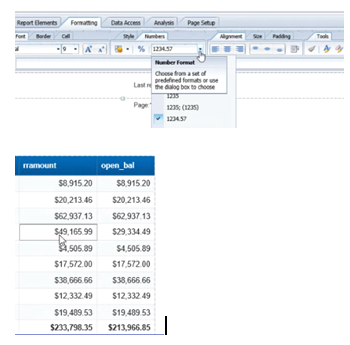 Report Elements Formatting Data Access Analysis Page Setup
Font Border Cell Style Numbers Alignment Size Padding Tools
9 A A % 1234.57
Number Format
Choose from a set of
predefined formats or use
the dialog box to choose
Last re
1235
Page: 1235; (1235)
1234.57
rramount open_bal
$8,915.20 $8,915.20
$20,213.46 $20,213.46
$62,937.13 $62,937.13
$49,165.99 $29,334.49
$4,505.89 $4,505.89
$17,572.00 $17,572.00
$38,666.66 $38,666.66
$12,332.49 $12,332.49
$19,489.53 $19,489.53
$233,798.35 $213,966.85